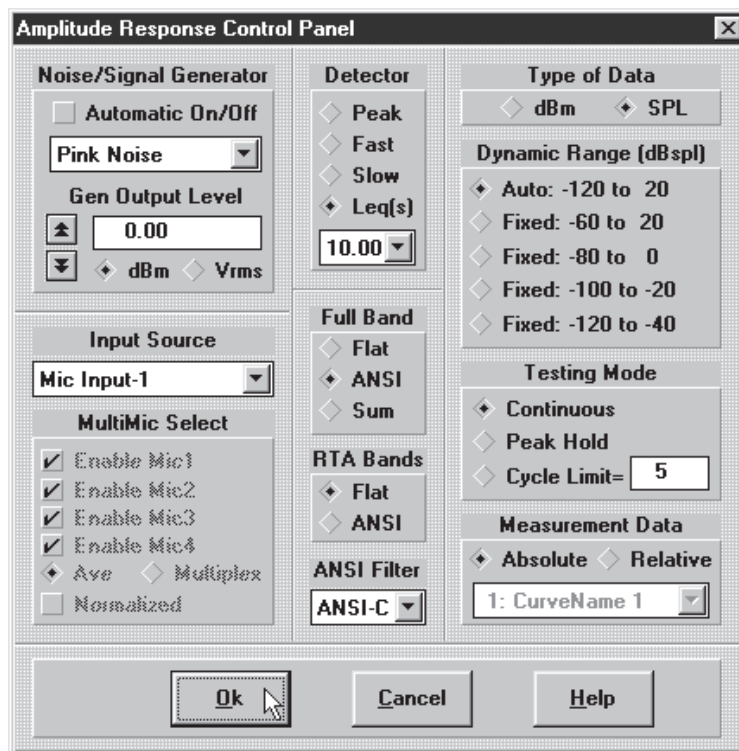 Amplitude Response Control Panel
Noise/Signal Generator
Automatic On/Off
Pink Noise
Gen Output Level
0.00
dBm Vrms
Input Source
Mic Input-1
MultiMic Select
Enable Mic1
Enable Mic2
Enable Mic3
Enable Mic4
Ave Multiplex
Normalized
Detector
Peak
Fast
Slow
Leq(s)
10.00
Full Band
Flat
ANSI
Sum
RTA Bands
Flat
ANSI
ANSI Filter
ANSI-C
Type of Data
dBm SPL
Dynamic Range (dBspl)
Auto: -120 to 20
Fixed: -60 to 20
Fixed: -80 to 0
Fixed: -100 to -20
Fixed: -120 to -40
Testing Mode
Continuous
Peak Hold
Cycle Limit= 5
Measurement Data
Absolute Relative
1: CurveName 1
Ok Cancel Help